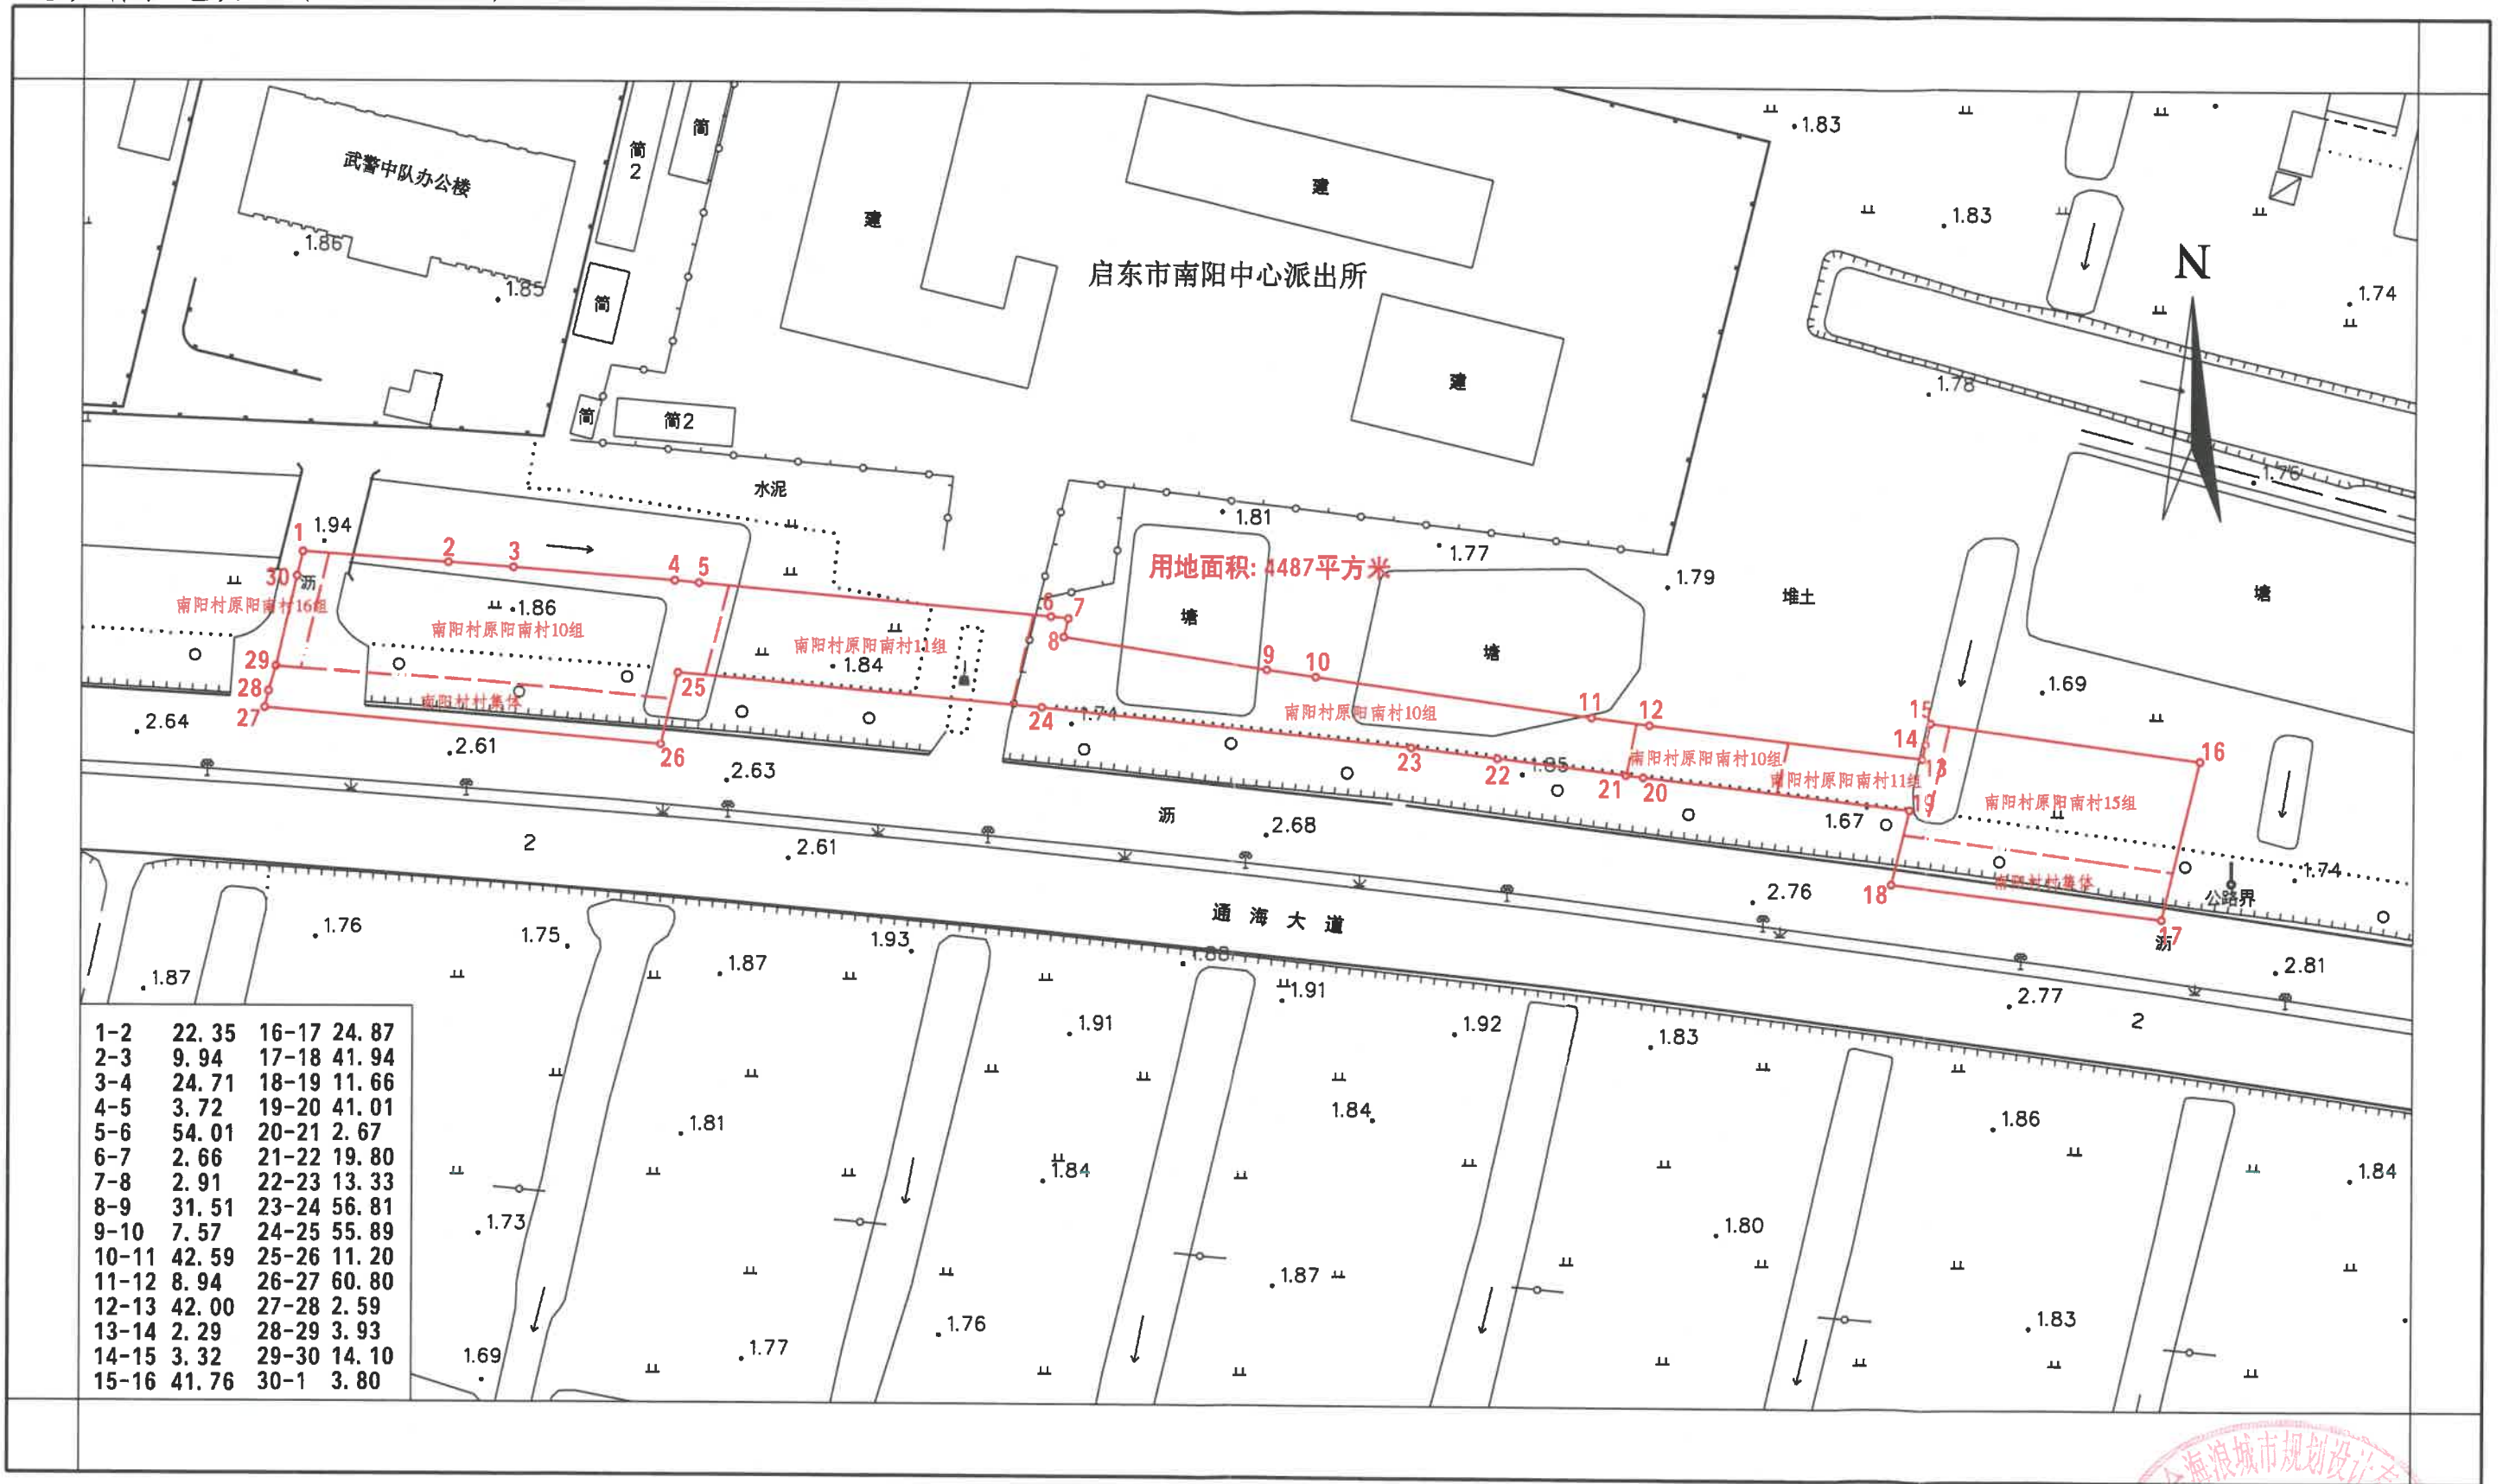 武警中队办公楼
1.86
1.85
简
2
简
简
简
简2
建
建
启东市南阳中心派出所
建
1.83
1.83
N
1.74
1.78
1.76
水泥
1.81
1.77
1.79
堆土
塘
1
1.94
2
3
4
5
30
沥
南阳村原阳南村16组
1.86
南阳村原阳南村10组
南阳村原阳南村11组
1.84
6
7
8
用地面积: 4487平方米
塘
塘
9
10
11
12
15
14
13
16
1.69
29
28
27
25
26
24
1.74
南阳村村集体
南阳村原阳南村10组
23
22
1.85
21
20
南阳村原阳南村10组
南阳村原阳南村11组
19
1.67
南阳村原阳南村15组
18
南阳村村集体
17
公路界
1.74
沥
2.64
2.61
2.63
沥
2.68
2.61
2
2.76
2.81
2.77
2
通海大道
1.76
1.75
1.93
1.87
1.87
1.88
1.91
1.91
1.92
1.83
1.81
1.84
1.84
1.86
1.84
1.73
1.80
1.87
1.76
1.83
1.77
1.69
1-2 22.35 16-17 24.87
2-3 9.94 17-18 41.94
3-4 24.71 18-19 11.66
4-5 3.72 19-20 41.01
5-6 54.01 20-21 2.67
6-7 2.66 21-22 19.80
7-8 2.91 22-23 13.33
8-9 31.51 23-24 56.81
9-10 7.57 24-25 55.89
10-11 42.59 25-26 11.20
11-12 8.94 26-27 60.80
12-13 42.00 27-28 2.59
13-14 2.29 28-29 3.93
14-15 3.32 29-30 14.10
15-16 41.76 30-1 3.80
海浪城市规划设计